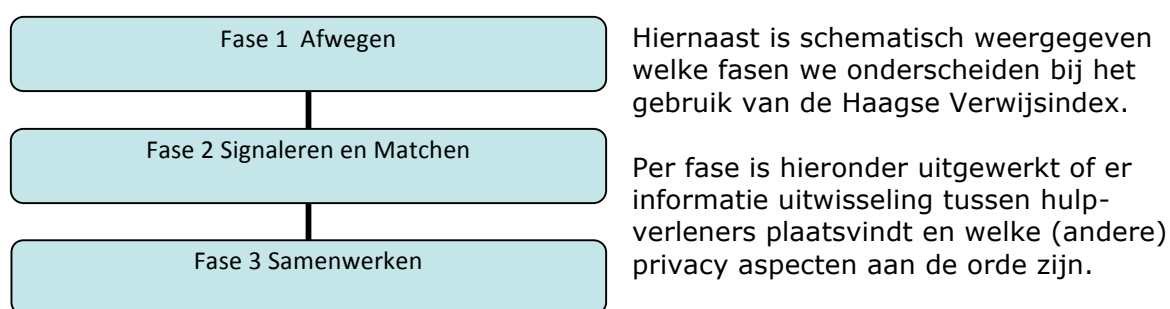 Fase 1 Afwegen
Fase 2 Signaleren en Matchen
Fase 3 Samenwerken
Hiernaast is schematisch weergegeven
welke fasen we onderscheiden bij het
gebruik van de Haagse Verwijsindex.
Per fase is hieronder uitgewerkt of er
informatie uitwisseling tussen hulp-
verleners plaatsvindt en welke (andere)
privacy aspecten aan de orde zijn.